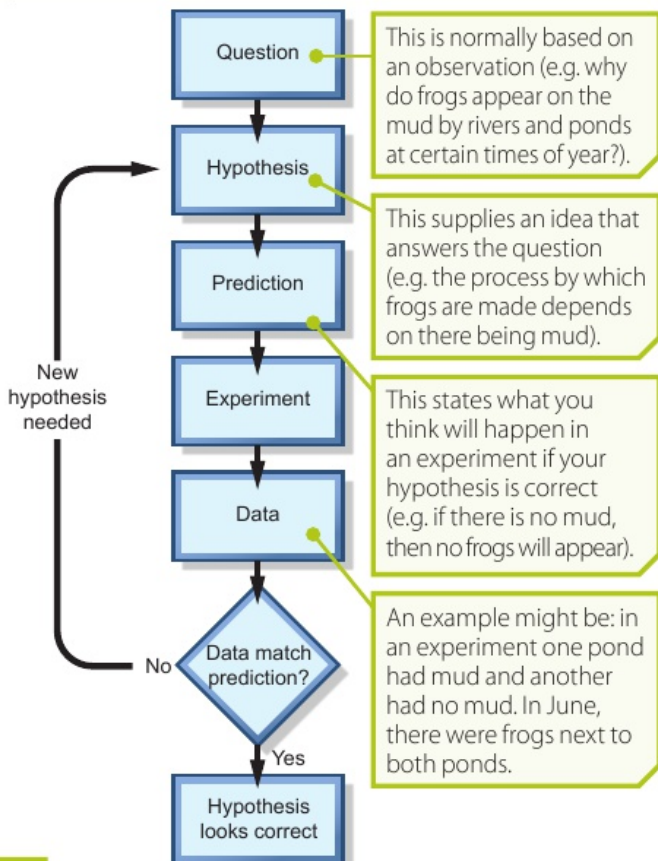 Question
This is normally based on
an observation (e.g. why
do frogs appear on the
mud by rivers and ponds
at certain times of year?).
Hypothesis
This supplies an idea that
answers the question
(e.g. the process by which
frogs are made depends
on there being mud).
Prediction
This states what you
think will happen in
an experiment if your
hypothesis is correct
(e.g. if there is no mud,
then no frogs will appear).
Experiment
Data
An example might be: in
an experiment one pond
had mud and another
had no mud. In June,
there were frogs next to
both ponds.
Data match
prediction?
No
New
hypothesis
needed
Yes
Hypothesis
looks correct